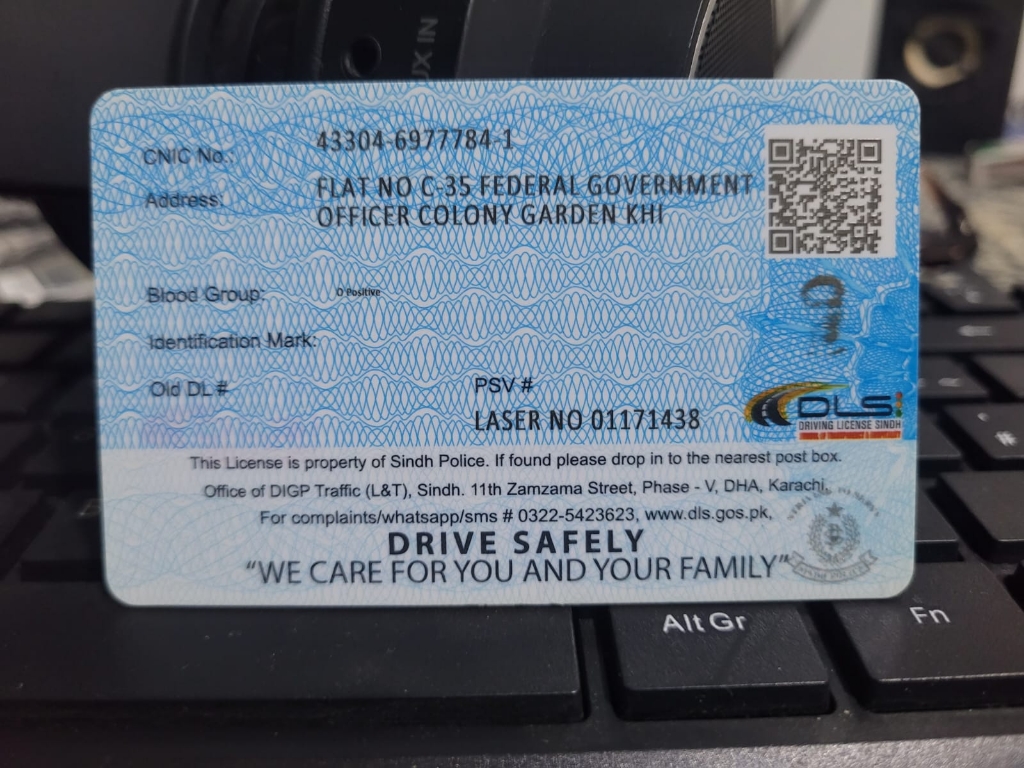 UX IN
CNIC No.: 43304-6977784-1
Address: FLAT NO C-35 FEDERAL GOVERNMENT
OFFICER COLONY GARDEN KHI
Blood Group: O Positive
Identification Mark:
Old DL # PSV #
LASER NO 01171438
DLS
DRIVING LICENSE SINDH
This License is property of Sindh Police. If found please drop in to the nearest post box.
Office of DIGP Traffic (L&T), Sindh. 11th Zamzama Street, Phase - V, DHA, Karachi.
For complaints/whatsapp/sms # 0322-5423623, www.dls.gos.pk,
DRIVE SAFELY
“WE CARE FOR YOU AND YOUR FAMILY”
Alt Gr
Fn
#